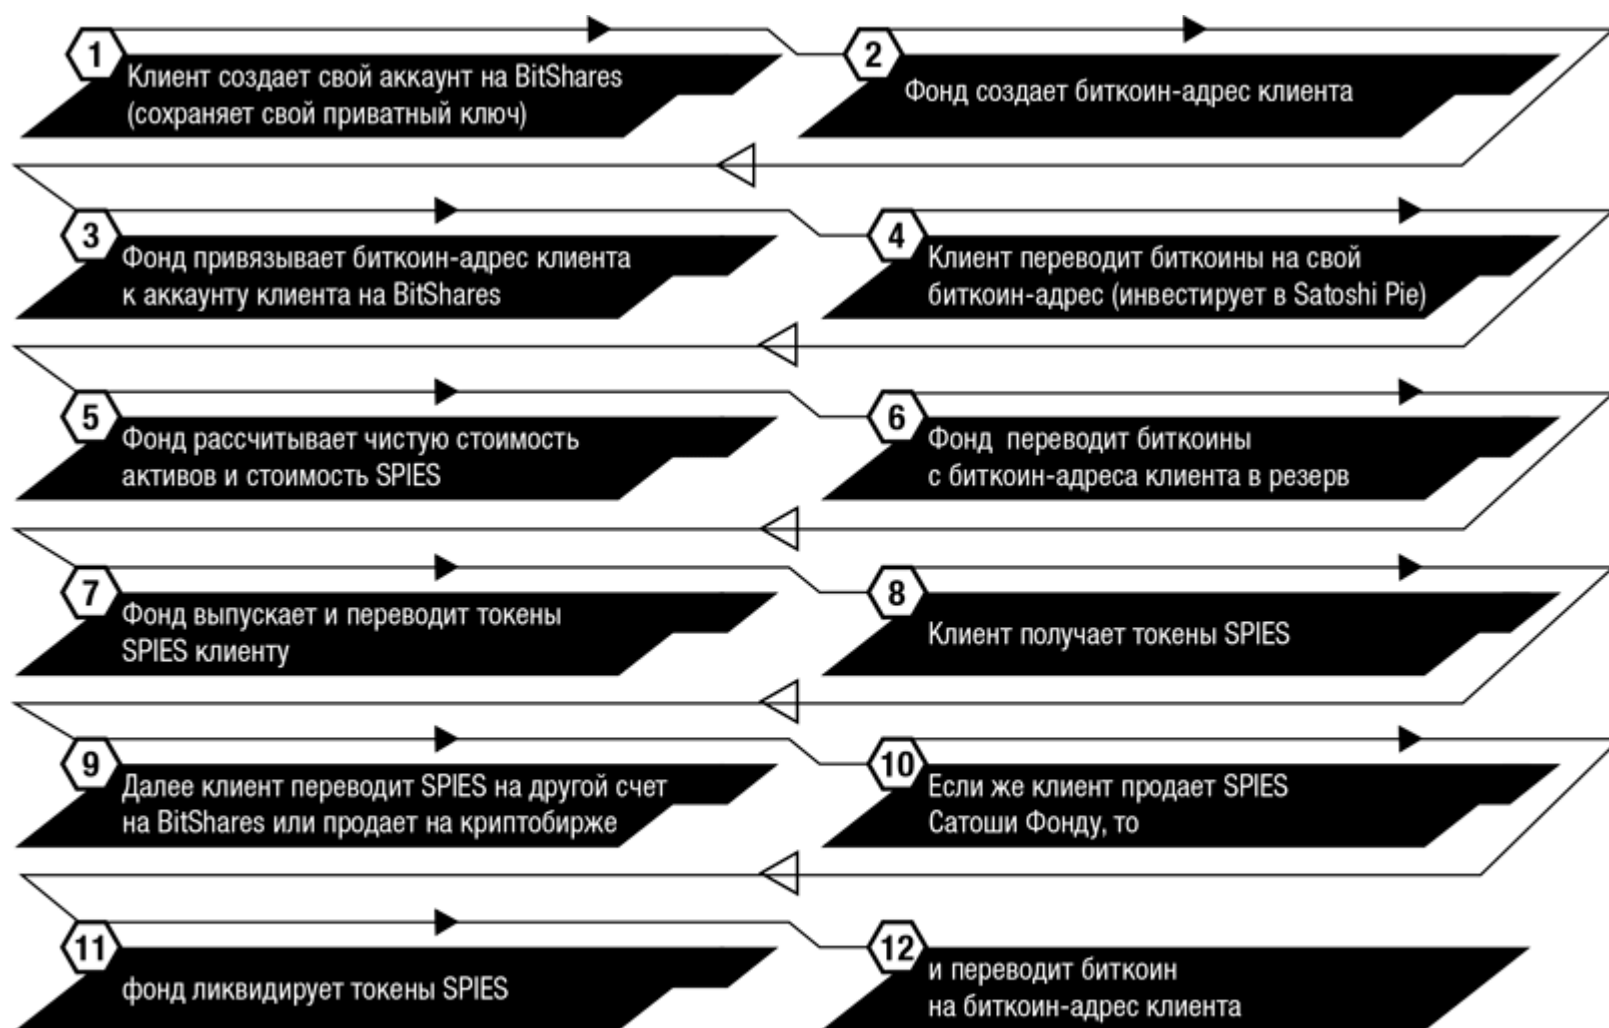 1
Клиент создает свой аккаунт на BitShares
(сохраняет свой приватный ключ)
2
Фонд создает биткоин-адрес клиента
3
Фонд привязывает биткоин-адрес клиента
к аккаунту клиента на BitShares
4
Клиент переводит биткоины на свой
биткоин-адрес (инвестирует в Satoshi Pie)
5
Фонд рассчитывает чистую стоимость
активов и стоимость SPIES
6
Фонд переводит биткоины
с биткоин-адреса клиента в резерв
7
Фонд выпускает и переводит токены
SPIES клиенту
8
Клиент получает токены SPIES
9
Далее клиент переводит SPIES на другой счет
на BitShares или продает на криптобирже
10
Если же клиент продает SPIES
Сатоши Фонду, то
11
фонд ликвидирует токены SPIES
12
и переводит биткоин
на биткоин-адрес клиента